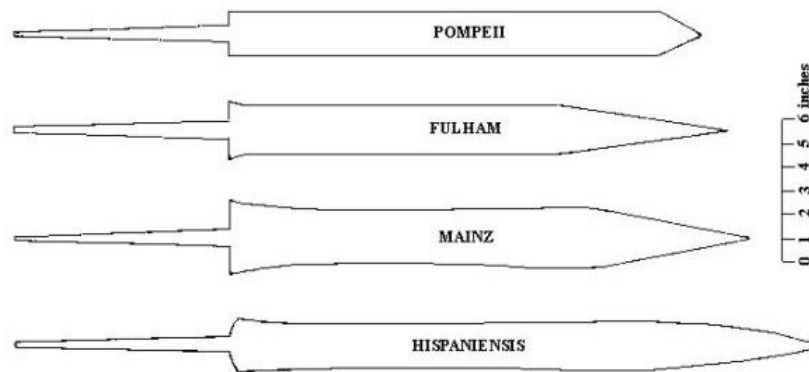 POMPEII
FULHAM
MAINZ
HISPANIENSIS
0 1 2 3 4 5 6 inches